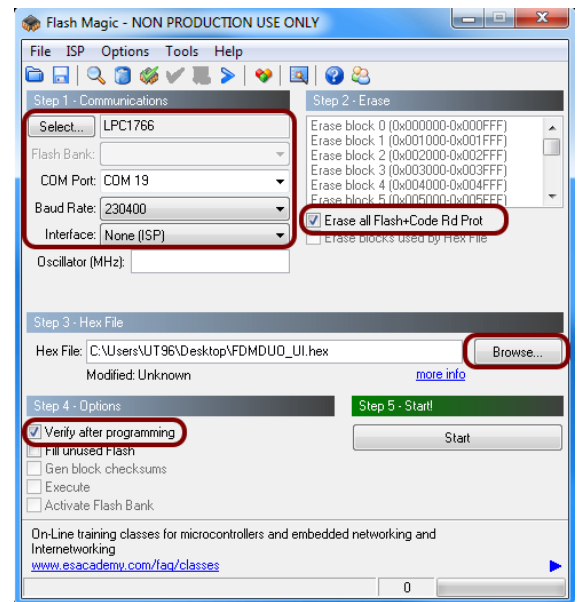 Flash Magic - NON PRODUCTION USE ONLY
File ISP Options Tools Help
Step 1 - Communications
Select... LPC1766
Flash Bank:
COM Port: COM 19
Baud Rate: 230400
Interface: None (ISP)
Oscillator (MHz):
Step 2 - Erase
Erase block 0 (0x000000-0x000FFF)
Erase block 1 (0x001000-0x001FFF)
Erase block 2 (0x002000-0x002FFF)
Erase block 3 (0x003000-0x003FFF)
Erase block 4 (0x004000-0x004FFF)
Erase block 5 (0x005000-0x005FFF)
Erase all Flash+Code Rd Prot
Erase blocks used by Hex File
Step 3 - Hex File
Hex File: C:\Users\UT96\Desktop\FDMDUO_UI.hex Browse...
Modified: Unknown more info
Step 4 - Options
Verify after programming
Fill unused Flash
Gen block checksums
Execute
Activate Flash Bank
Step 5 - Start!
Start
On-Line training classes for microcontrollers and embedded networking and
Internetworking
www.esacademy.com/faq/classes
0